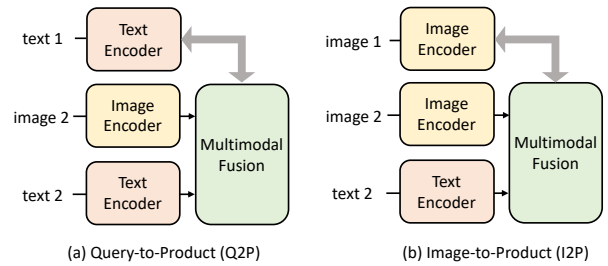 text 1
Text
Encoder
image 2
Image
Encoder
Multimodal
Fusion
text 2
Text
Encoder
(a) Query-to-Product (Q2P)
image 1
Image
Encoder
image 2
Image
Encoder
Multimodal
Fusion
text 2
Text
Encoder
(b) Image-to-Product (I2P)